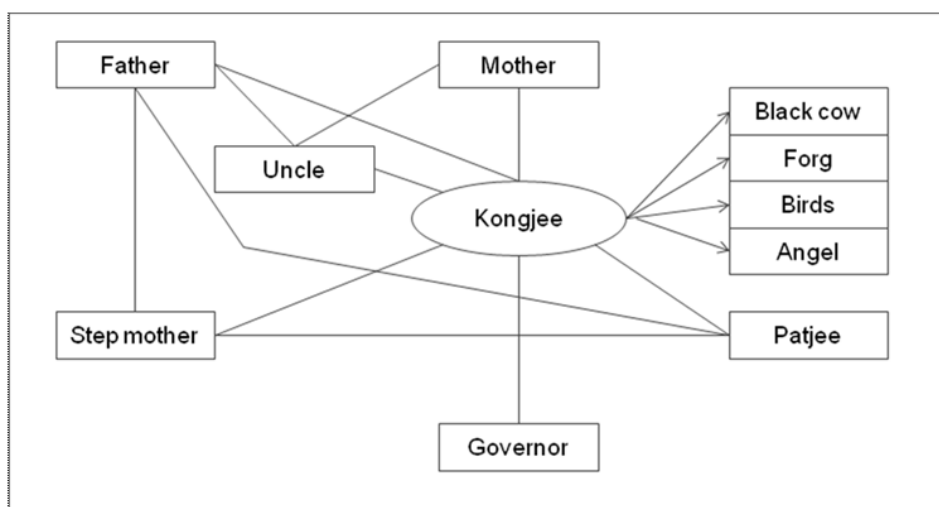 Father
Mother
Black cow
Uncle
Forg
Kongjee
Birds
Angel
Step mother
Patjee
Governor